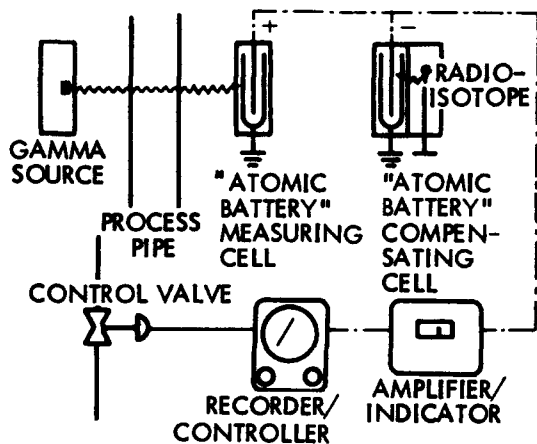 +
−
RADIO-
ISOTOPE
GAMMA
SOURCE
"ATOMIC
BATTERY"
MEASURING
CELL
"ATOMIC
BATTERY"
COMPEN-
SATING
CELL
PROCESS
PIPE
CONTROL VALVE
RECORDER/
CONTROLLER
AMPLIFIER/
INDICATOR